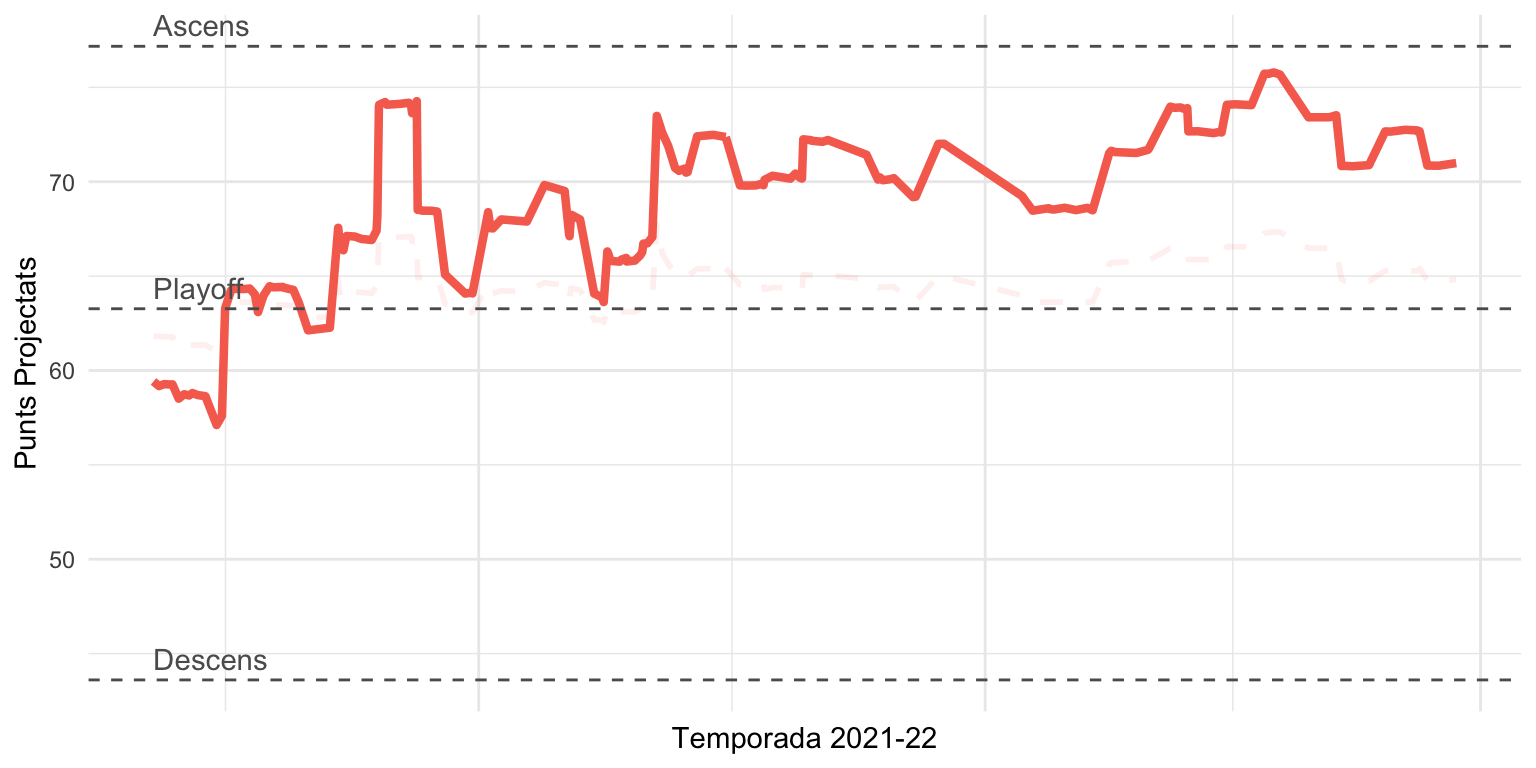 Ascens
70
Playoff
60
50
Descens
Punts Projectats
Temporada 2021-22